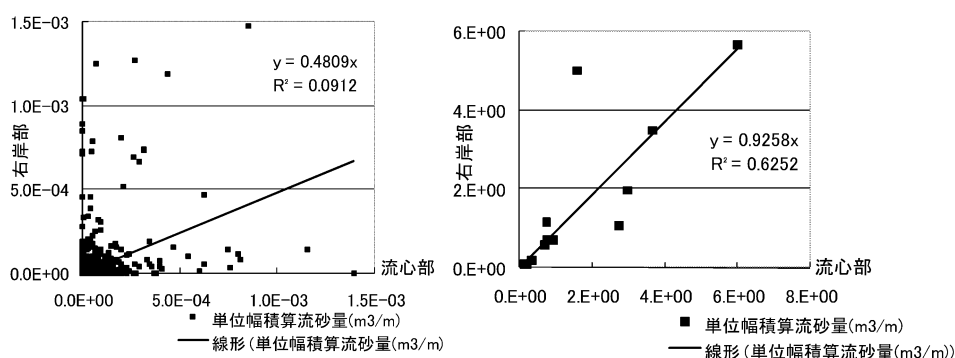 1.5E-03
1.0E-03
5.0E-04
0.0E+00
右岸部
y = 0.4809x
R² = 0.0912
流心部
0.0E+00 5.0E-04 1.0E-03 1.5E-03
単位幅積算流砂量(m3/m)
線形 (単位幅積算流砂量(m3/m)
6.E+00
4.E+00
2.E+00
0.E+00
右岸部
y = 0.9258x
R² = 0.6252
流心部
0.E+00 2.E+00 4.E+00 6.E+00 8.E+00
単位幅積算流砂量(m3/m)
線形 (単位幅積算流砂量(m3/m))